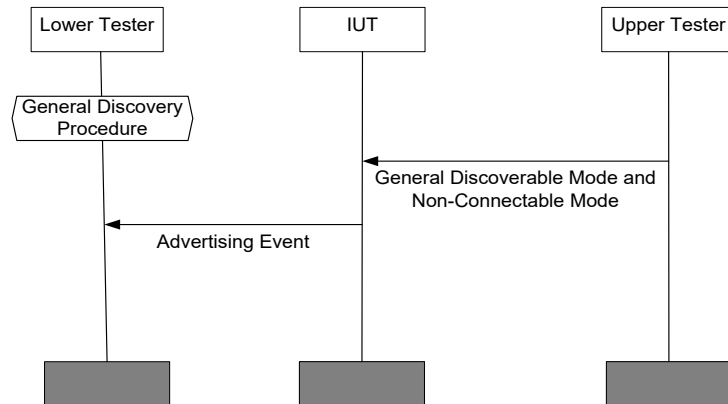 Lower Tester
IUT
Upper Tester
General Discovery
Procedure
General Discoverable Mode and
Non-Connectable Mode
Advertising Event